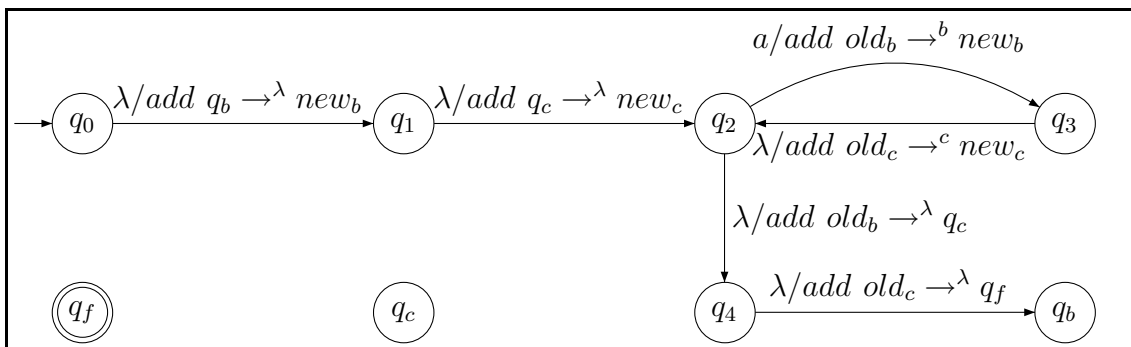 a/add old_b →^b new_b
λ/add q_b →^λ new_b λ/add q_c →^λ new_c
q_0 q_1 q_2 q_3
λ/add old_c →^c new_c
λ/add old_b →^λ q_c
λ/add old_c →^λ q_f
q_f q_c q_4 q_b